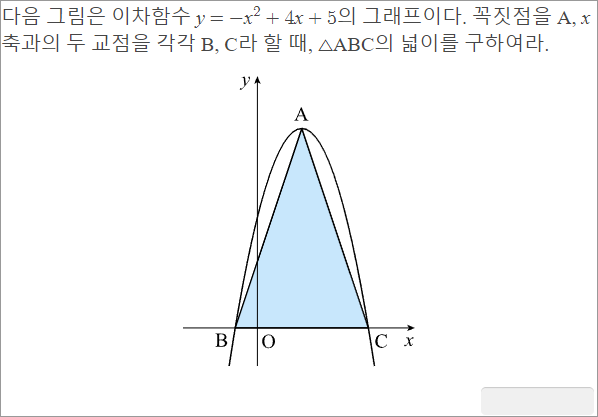 다음 그림은 이차함수 y = −x² + 4x + 5의 그래프이다. 꼭짓점을 A, x
축과의 두 교점을 각각 B, C라 할 때, △ABC의 넓이를 구하여라.
y
A
B O C x